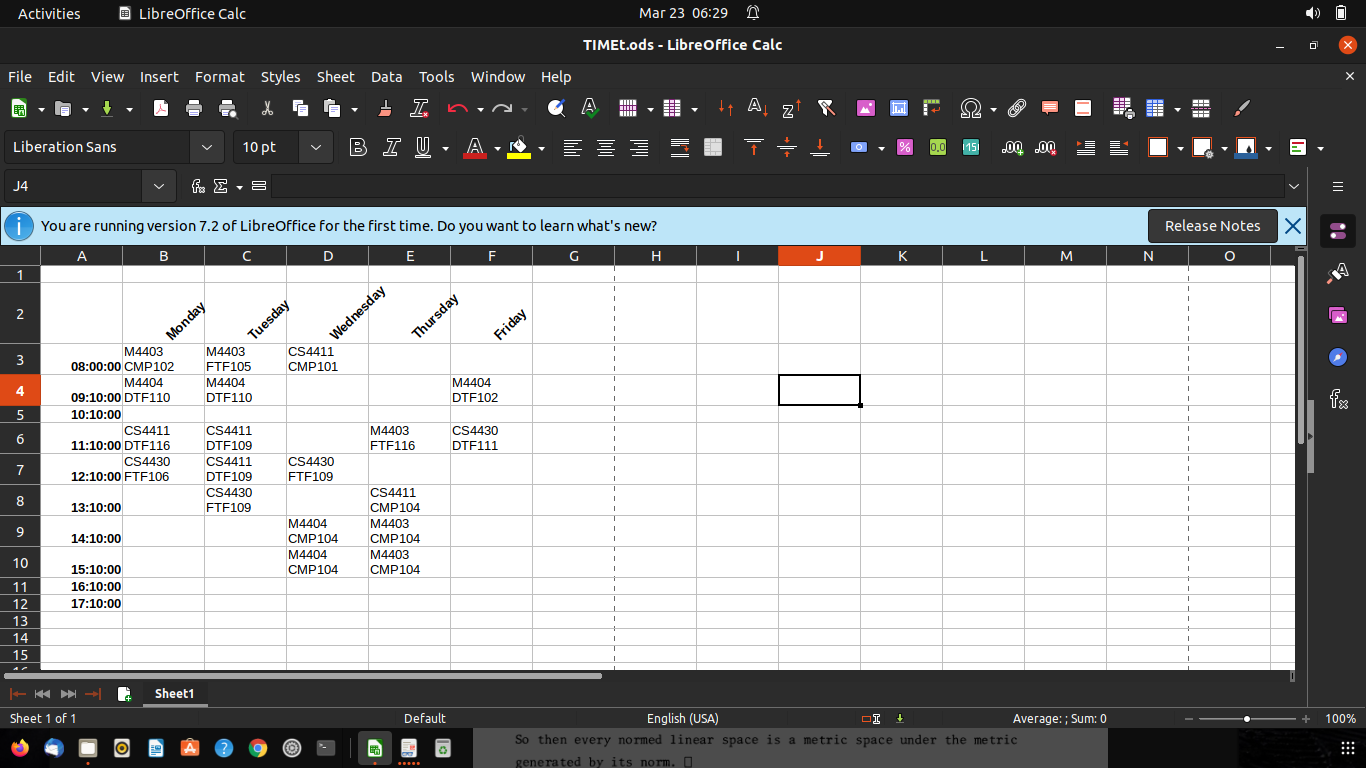 Activities LibreOffice Calc Mar 23 06:29
TIMEt.ods - LibreOffice Calc
File Edit View Insert Format Styles Sheet Data Tools Window Help
Liberation Sans 10 pt
J4
You are running version 7.2 of LibreOffice for the first time. Do you want to learn what's new? Release Notes
A B C D E F G H I J K L M N O
1
2 Monday Tuesday Wednesday Thursday Friday
M4403 M4403 CS4411
3 08:00:00 CMP102 FTF105 CMP101
M4404 M4404 M4404
4 09:10:00 DTF110 DTF110 DTF102
5 10:10:00
CS4411 CS4411 M4403 CS4430
6 11:10:00 DTF116 DTF109 FTF116 DTF111
CS4430 CS4411 CS4430
7 12:10:00 FTF106 DTF109 FTF109
CS4430 CS4411
8 13:10:00 FTF109 CMP104
M4404 M4403
9 14:10:00 CMP104 CMP104
M4404 M4403
10 15:10:00 CMP104 CMP104
11 16:10:00
12 17:10:00
13
14
15
Sheet1
Sheet 1 of 1 Default English (USA) Average: ; Sum: 0 100%
So then every normed linear space is a metric space under the metric
generated by its norm. □